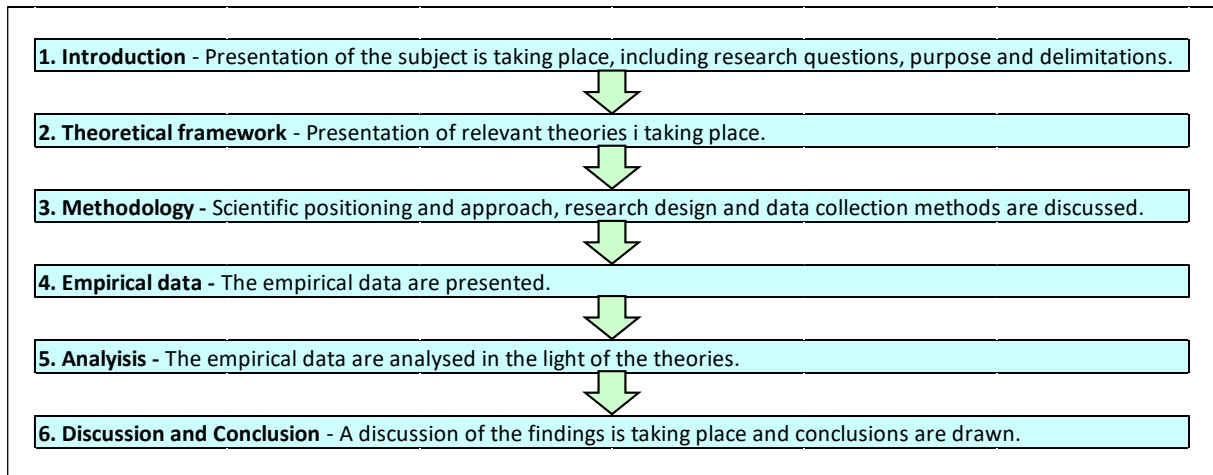 1. Introduction - Presentation of the subject is taking place, including research questions, purpose and delimitations.
2. Theoretical framework - Presentation of relevant theories i taking place.
3. Methodology - Scientific positioning and approach, research design and data collection methods are discussed.
4. Empirical data - The empirical data are presented.
5. Analyisis - The empirical data are analysed in the light of the theories.
6. Discussion and Conclusion - A discussion of the findings is taking place and conclusions are drawn.